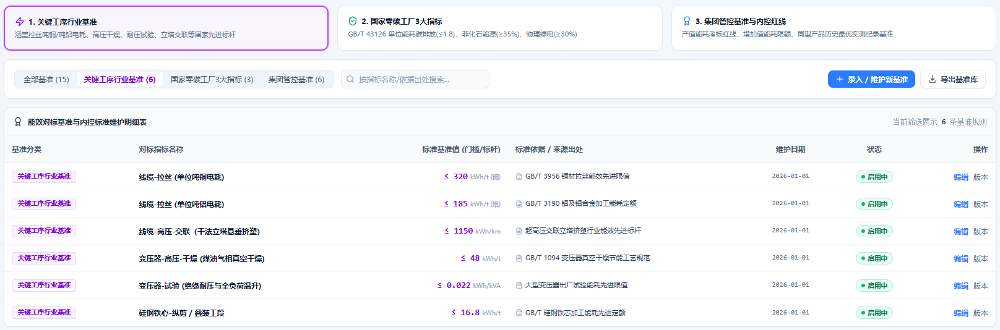 1. 关键工序行业基准
涵盖拉丝吨铜/吨铝电耗、高压干燥、耐压试验、立塔交联等国家先进标杆
2. 国家零碳工厂3大指标
GB/T 43126 单位能耗碳排放(≤1.8)、非化石能源(≥35%)、物理绿电(≥30%)
3. 集团管控基准与内控红线
产值能耗考核红线、增加值能耗限额、同型产品历史最优实测纪录基准
全部基准 (15) 关键工序行业基准 (6) 国家零碳工厂3大指标 (3) 集团管控基准 (6) 按指标名称/依据出处搜索... 录入 / 维护新基准 导出基准库
能效对标基准与内控标准维护明细表 当前筛选展示 6 条基准规则
基准分类 对标指标名称 标准基准值 (门槛/标杆) 标准依据 / 来源出处 维护日期 状态 操作
关键工序行业基准 线缆-拉丝 (单位吨铜电耗) ≤ 320 kWh/t (铜) GB/T 3956 铜材拉丝能效先进限值 2026-01-01 启用中 编辑 版本
关键工序行业基准 线缆-拉丝 (单位吨铝电耗) ≤ 185 kWh/t (铝) GB/T 3190 铝及铝合金加工能耗定额 2026-01-01 启用中 编辑 版本
关键工序行业基准 线缆-高压-交联（干法立塔悬垂挤塑) ≤ 1150 kWh/km 超高压交联立塔挤塑行业能效先进标杆 2026-01-01 启用中 编辑 版本
关键工序行业基准 变压器-高压-干燥 (煤油气相真空干燥) ≤ 48 kWh/t GB/T 1094 变压器真空干燥节能工艺规范 2026-01-01 启用中 编辑 版本
关键工序行业基准 变压器-试验 (绝缘耐压与全负荷温升) ≤ 0.022 kWh/kVA 大型变压器出厂试验能耗先进限值 2026-01-01 启用中 编辑 版本
关键工序行业基准 硅钢铁心-纵剪 / 叠装工段 ≤ 16.8 kWh/t GB/T 硅钢铁芯加工能耗先进定额 2026-01-01 启用中 编辑 版本